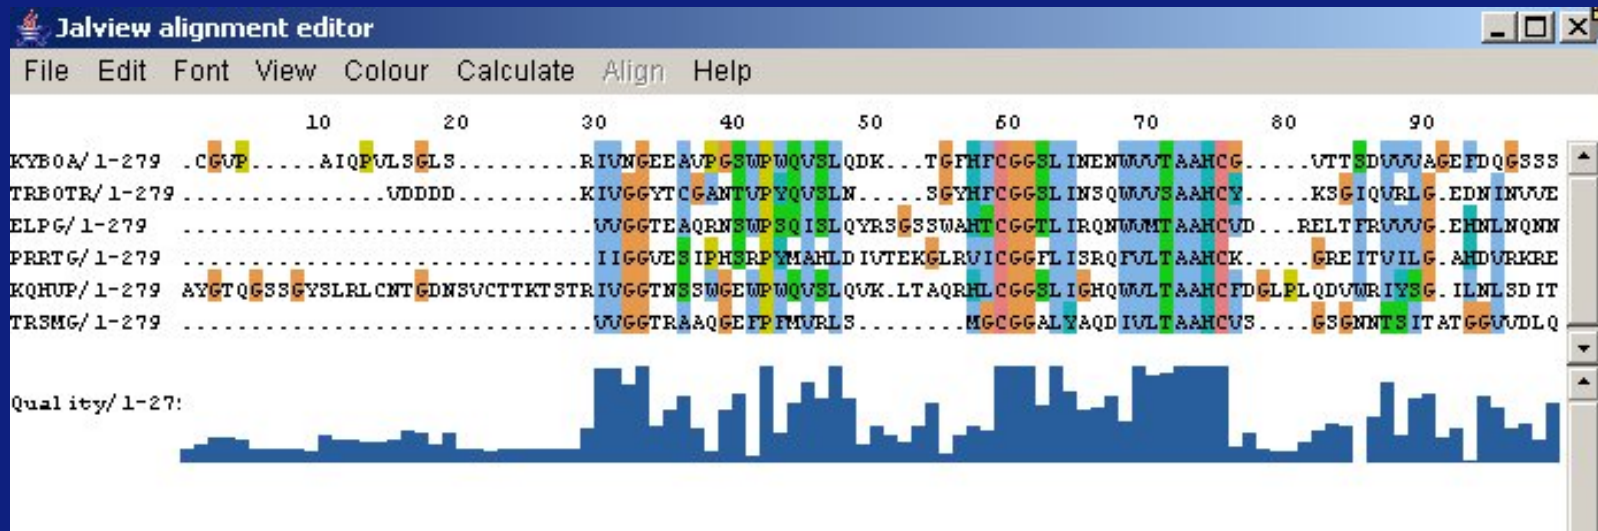 Jalview alignment editor
File Edit Font View Colour Calculate Align Help
10 20 30 40 50 60 70 80 90
KYBOA/1-279 .CGVP.....AIQPVLSGLS.........RIVNGEEAVPGSWPWQVSLQDK...TGFHFCGGSLINENWVVTAAHCG.....VTTSDVVVAGEFDQGSSS
TRBOTR/1-279 ...............VDDDD.........KIVGGYTCGANTVPYQVSLN.....SGYHFCGGSLINSQWVVSAAHCY.....KSGIQVRLG.EDNINVVE
ELPG/1-279 ..............................VVGGTEAQRNSWPSQISLQYRSGSSWAHTCGGTLIRQNWVMTAAHCVD...RELTFRVVVG.EHNLNQNN
PRRTG/1-279 ..............................IIGGVESIPHSRPYMAHLDIVTEKGLRVICGGFLISRQFVLTAAHCK.....GREITVILG.AHDVRKRE
KQHUP/1-279 AYGTQGSSGYSLRLCNTGDNSVCTTKTSTRIVGGTNSSWGEWPWQVSLQVK.LTAQRHLCGGSLIGHQWVLTAAHCFDGLPLQDVWRIYSG.ILNLSDIT
TRSMG/1-279 ..............................VVGGTRAAQGEFPFMVRLS........MGCGGALYAQDIVLTAAHCVS....GSGNNTSITATGGVVDLQ
Quality/1-27